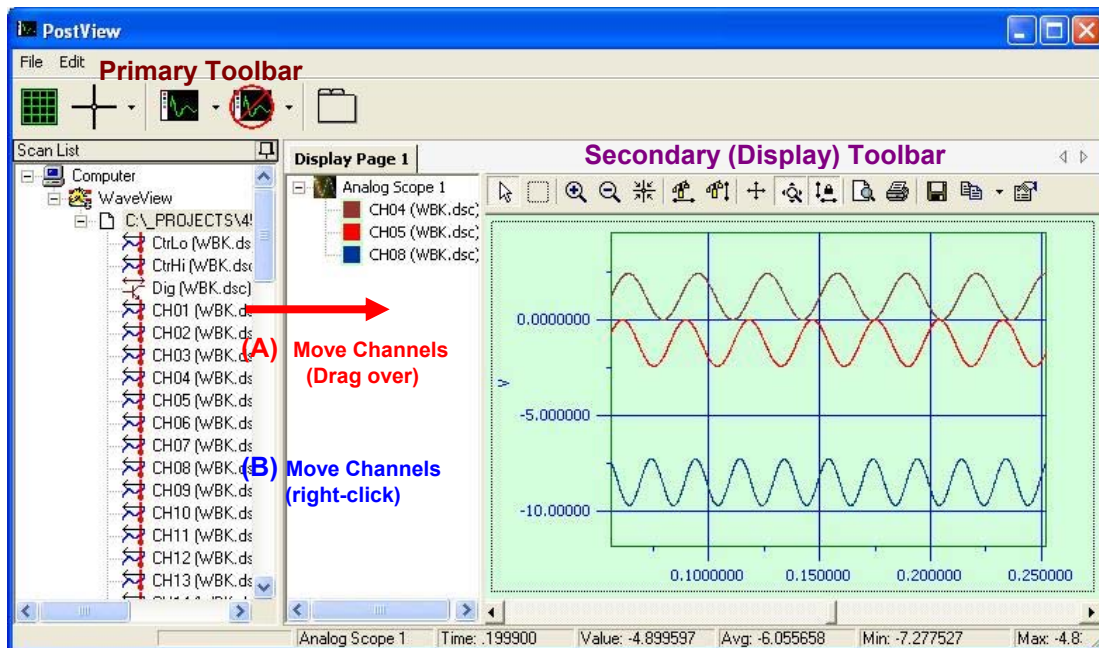 PostView
File Edit
Primary Toolbar
Scan List
Computer
WaveView
C:\_PROJECTS\4
CtrLo (WBK.ds
CtrHi (WBK.dsc
Dig (WBK.dsc)
CH01 (WBK.ds
CH02 (WBK.ds
CH03 (WBK.ds
CH04 (WBK.ds
CH05 (WBK.ds
CH06 (WBK.ds
CH07 (WBK.ds
CH08 (WBK.ds
CH09 (WBK.ds
CH10 (WBK.ds
CH11 (WBK.ds
CH12 (WBK.ds
CH13 (WBK.ds
Display Page 1
Secondary (Display) Toolbar
Analog Scope 1
CH04 (WBK.dsc)
CH05 (WBK.dsc)
CH08 (WBK.dsc)
(A) Move Channels
(Drag over)
(B) Move Channels
(right-click)
0.0000000
V
-5.000000
-10.00000
0.1000000 0.150000 0.200000 0.250000
Analog Scope 1 Time: .199900 Value: -4.899597 Avg: -6.055658 Min: -7.277527 Max: -4.8